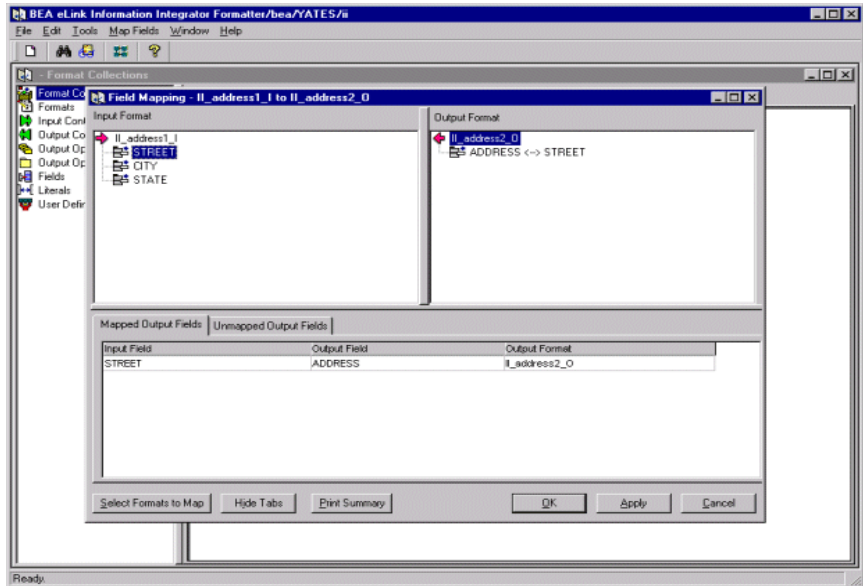 BEA eLink Information Integrator Formatter/bea/YATES/ii
File Edit Tools Map Fields Window Help
- Format Collections
Format Co
Formats
Input Cont
Output Co
Output Op
Output Op
Fields
Literals
User Defin
Field Mapping - II_address1_I to II_address2_O
Input Format
II_address1_I
STREET
CITY
STATE
Output Format
II_address2_O
ADDRESS <-> STREET
Mapped Output Fields Unmapped Output Fields
Input Field Output Field Output Format
STREET ADDRESS II_address2_O
Select Formats to Map Hide Tabs Print Summary OK Apply Cancel
Ready.